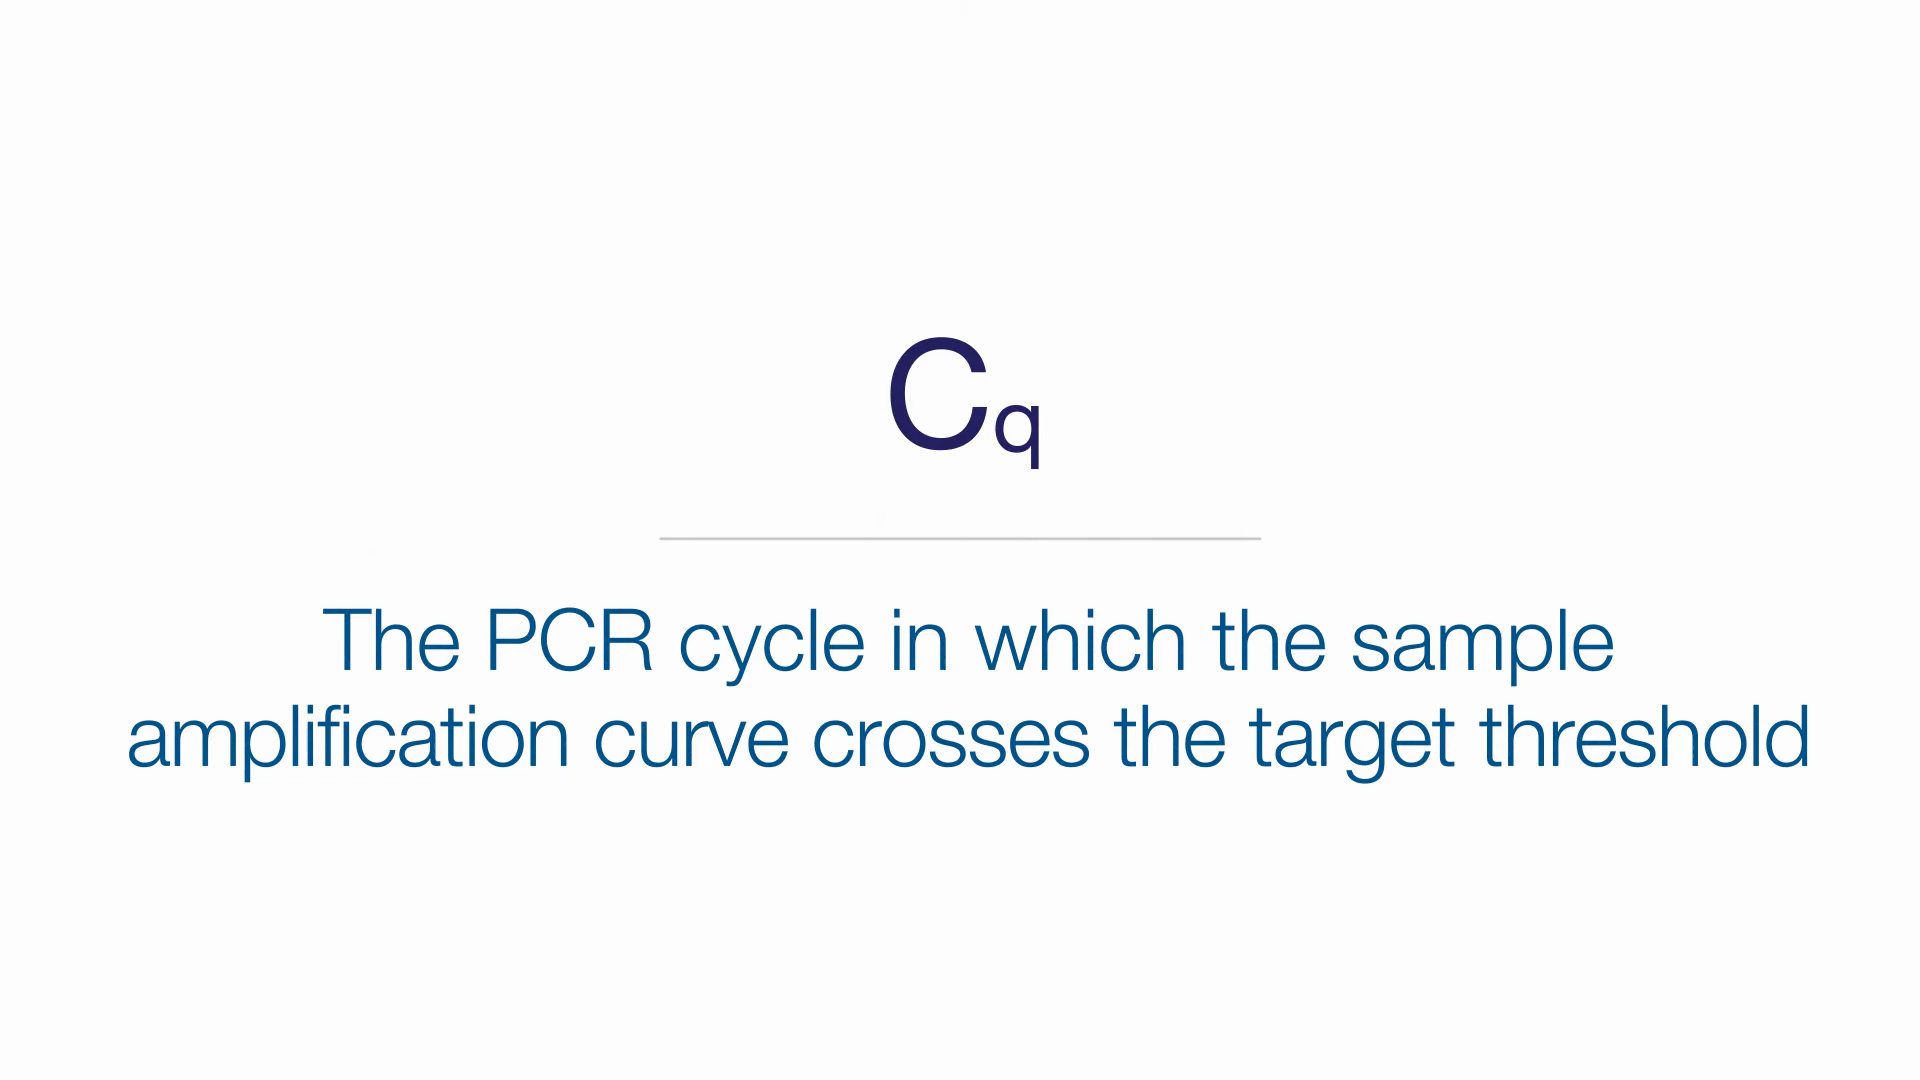 Cq
The PCR cycle in which the sample
amplification curve crosses the target threshold